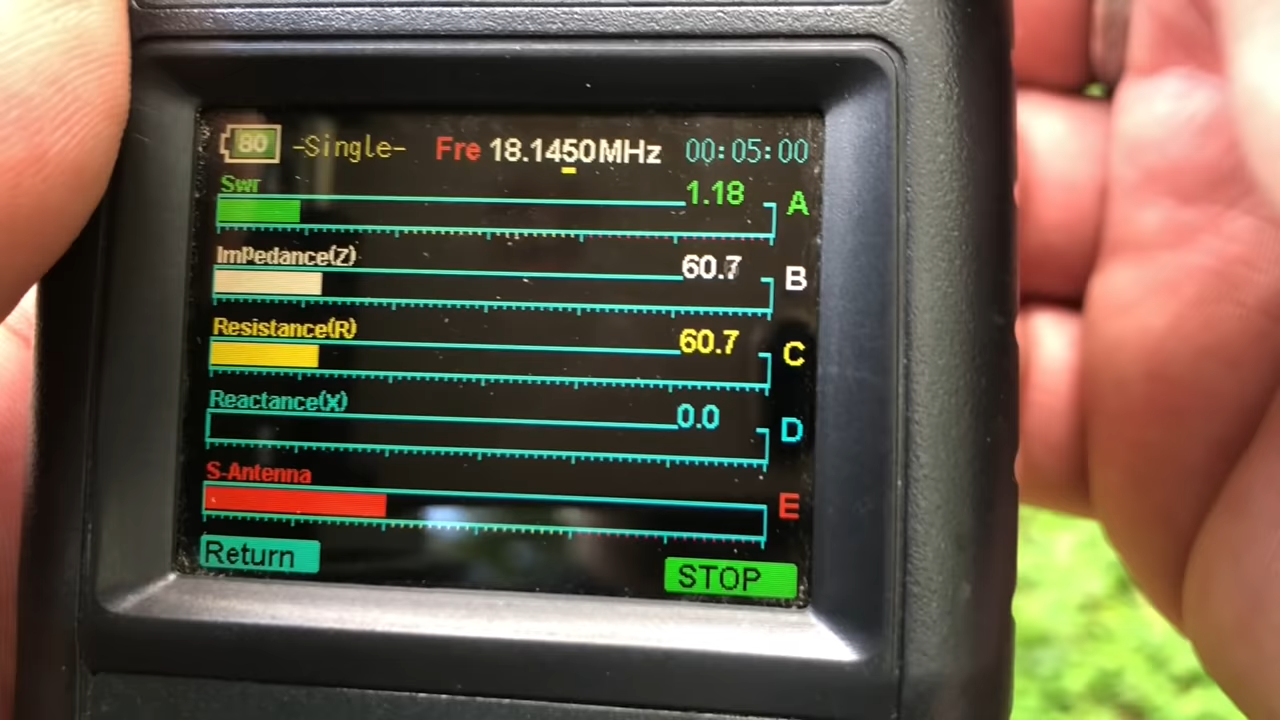 80 -Single- Fre 18.1450MHz 00:05:00
Swr 1.18 A
Impedance(Z) 60.7 B
Resistance(R) 60.7 C
Reactance(X) 0.0 D
S-Antenna E
Return STOP